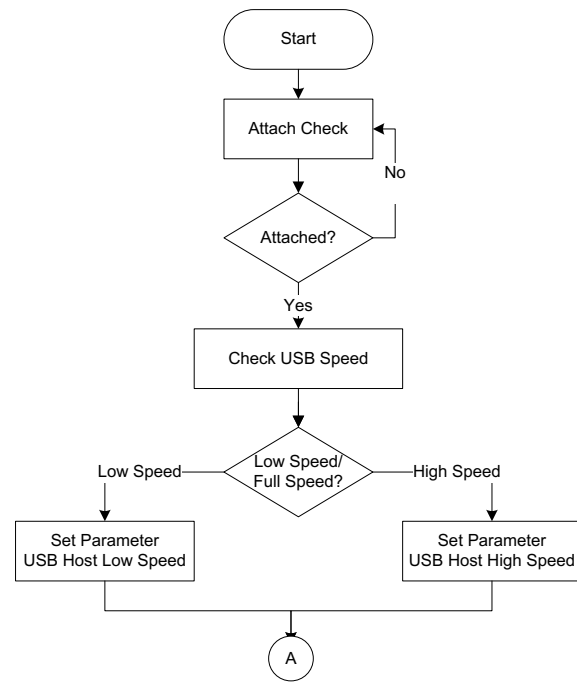 Start
Attach Check
No
Attached?
Yes
Check USB Speed
Low Speed/
Full Speed?
Low Speed
High Speed
Set Parameter
USB Host Low Speed
Set Parameter
USB Host High Speed
A